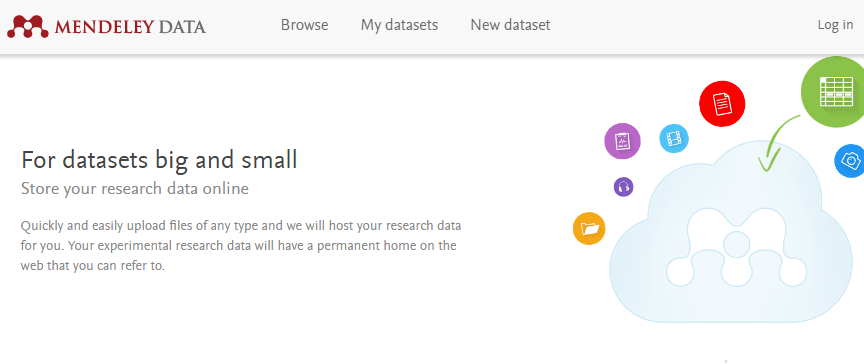 MENDELEY DATA
Browse
My datasets
New dataset
Log in
For datasets big and small
Store your research data online
Quickly and easily upload files of any type and we will host your research data
for you. Your experimental research data will have a permanent home on the
web that you can refer to.